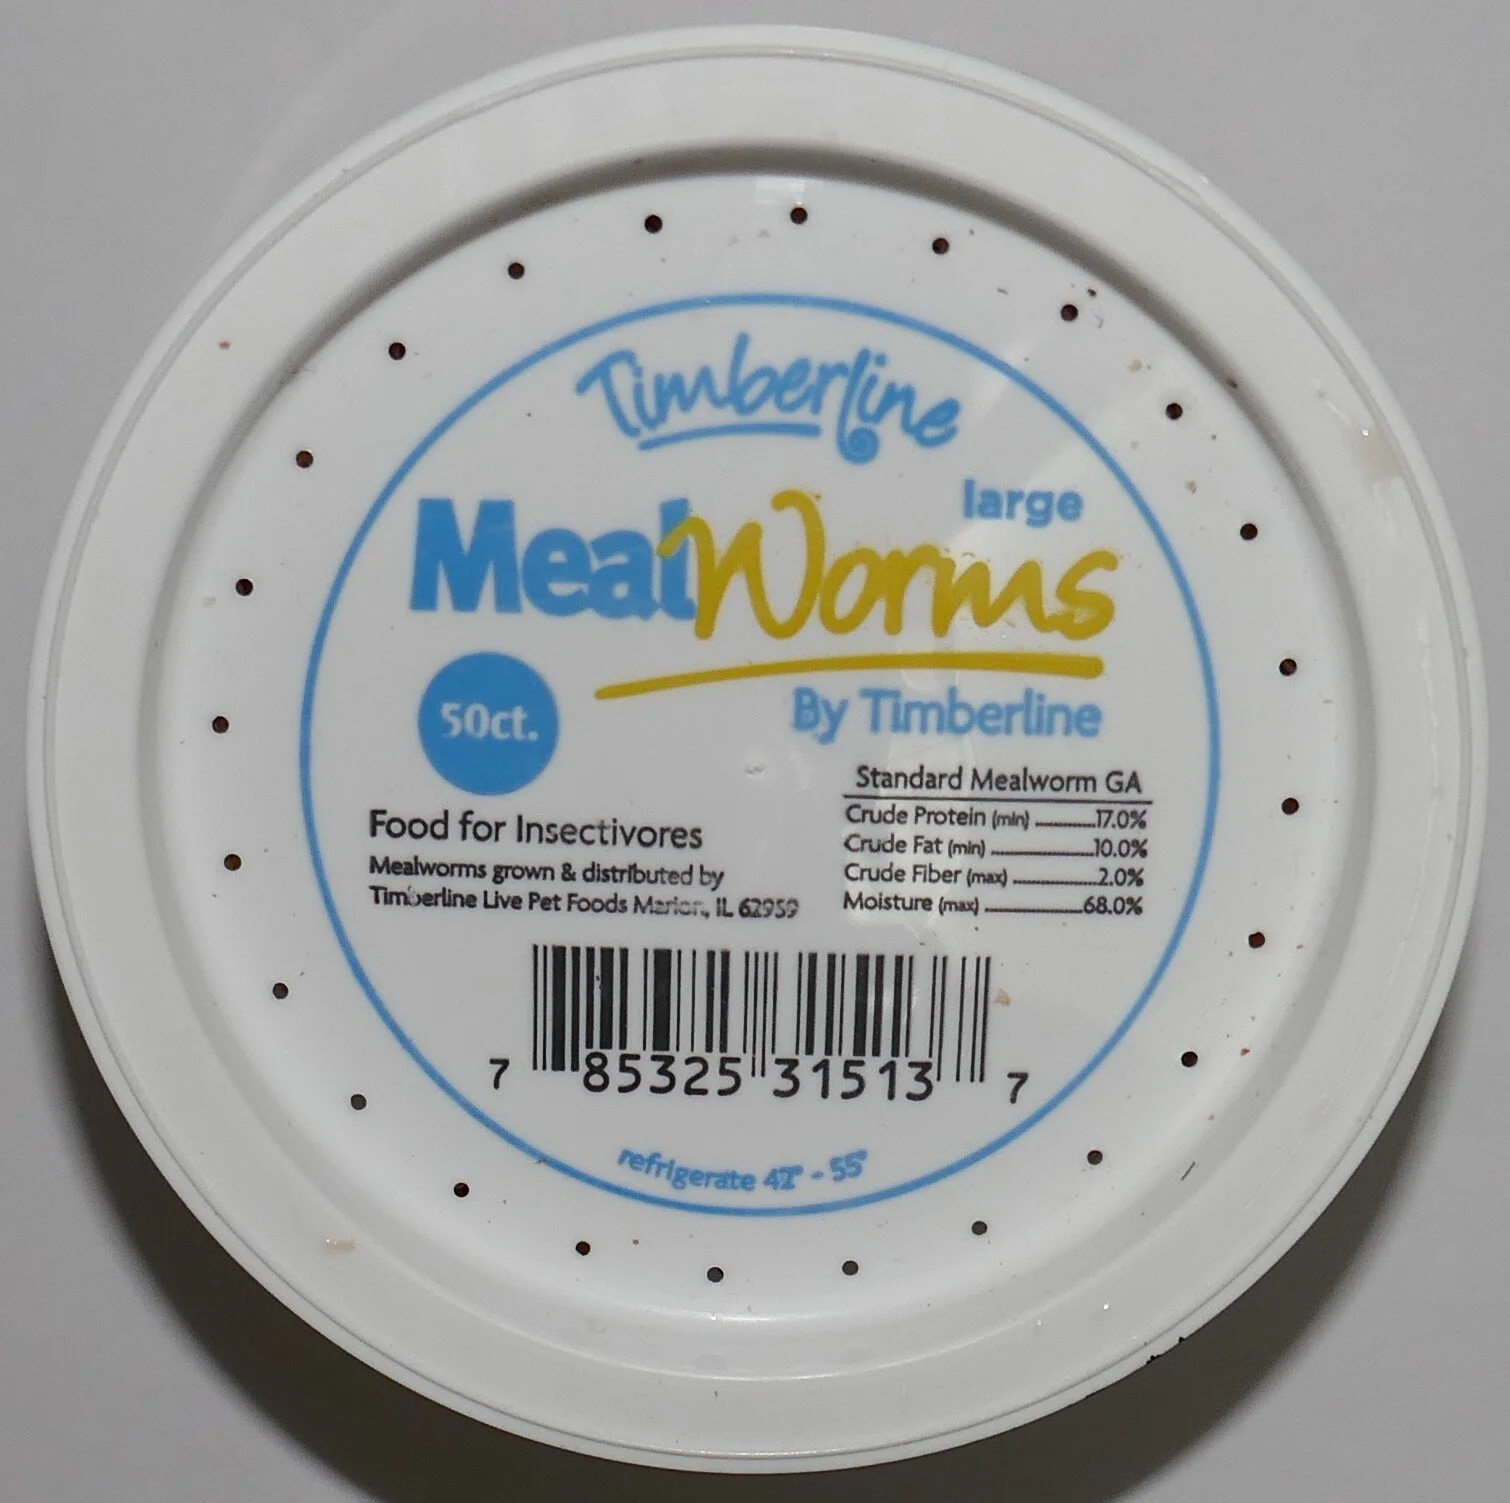 Timberline
large
MealWorms
By Timberline
50ct.
Food for Insectivores
Mealworms grown & distributed by
Timberline Live Pet Foods Marion, IL 62959
Standard Mealworm GA
Crude Protein (min) 17.0%
Crude Fat (min) 10.0%
Crude Fiber (max) 2.0%
Moisture (max) 68.0%
7 85325 31513 7
refrigerate - 55°